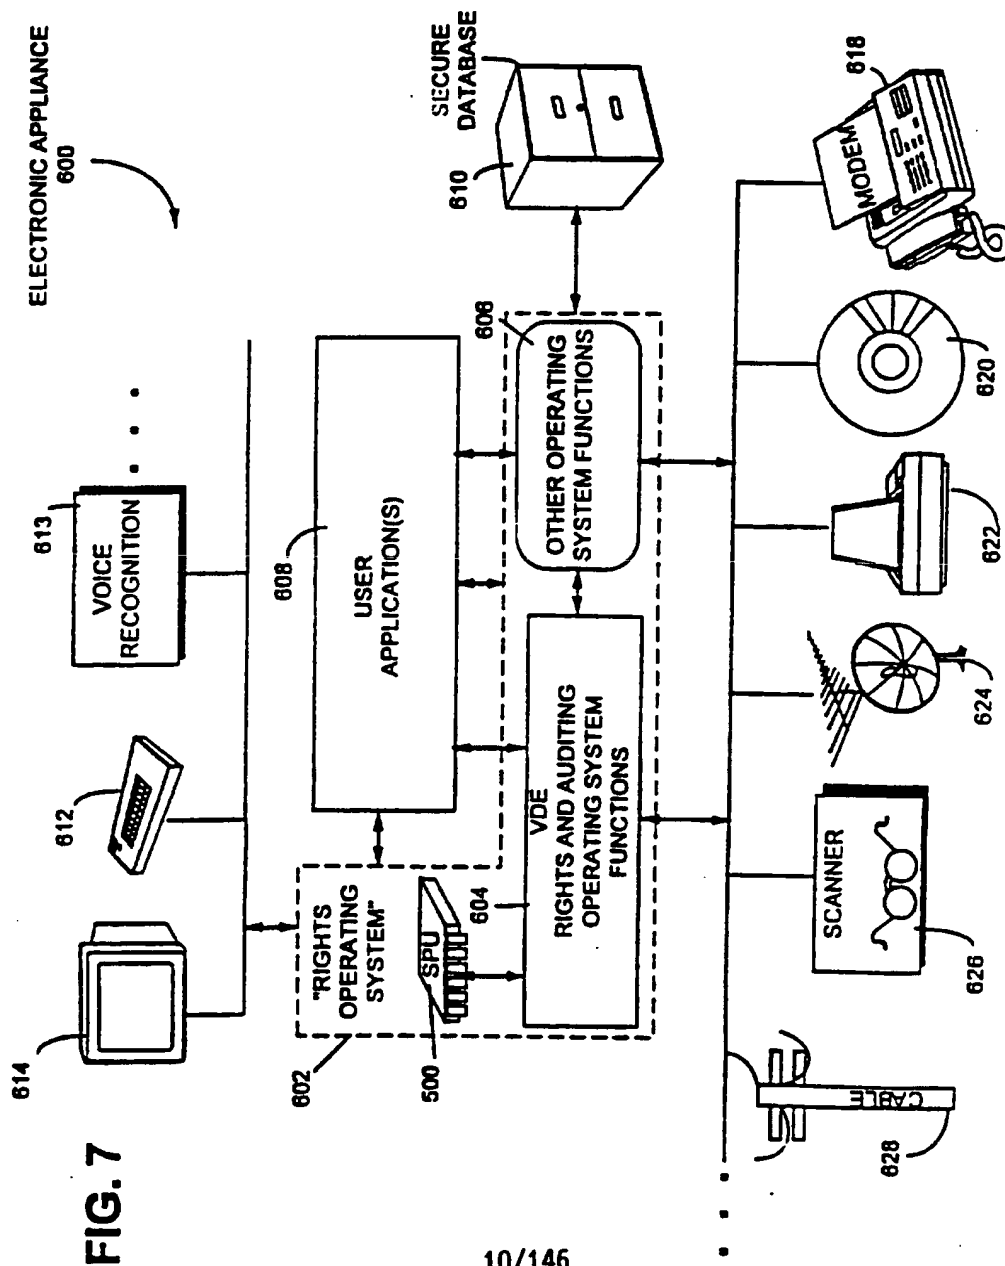 FIG. 7
ELECTRONIC APPLIANCE
600
614
612
613
VOICE
RECOGNITION
602
"RIGHTS
OPERATING
SYSTEM"
608
USER
APPLICATION(S)
500
SPU
604
VDE
RIGHTS AND AUDITING
OPERATING SYSTEM
FUNCTIONS
606
OTHER OPERATING
SYSTEM FUNCTIONS
610
SECURE
DATABASE
628
CABLE
SCANNER
626
624
622
620
MODEM
618
10/146